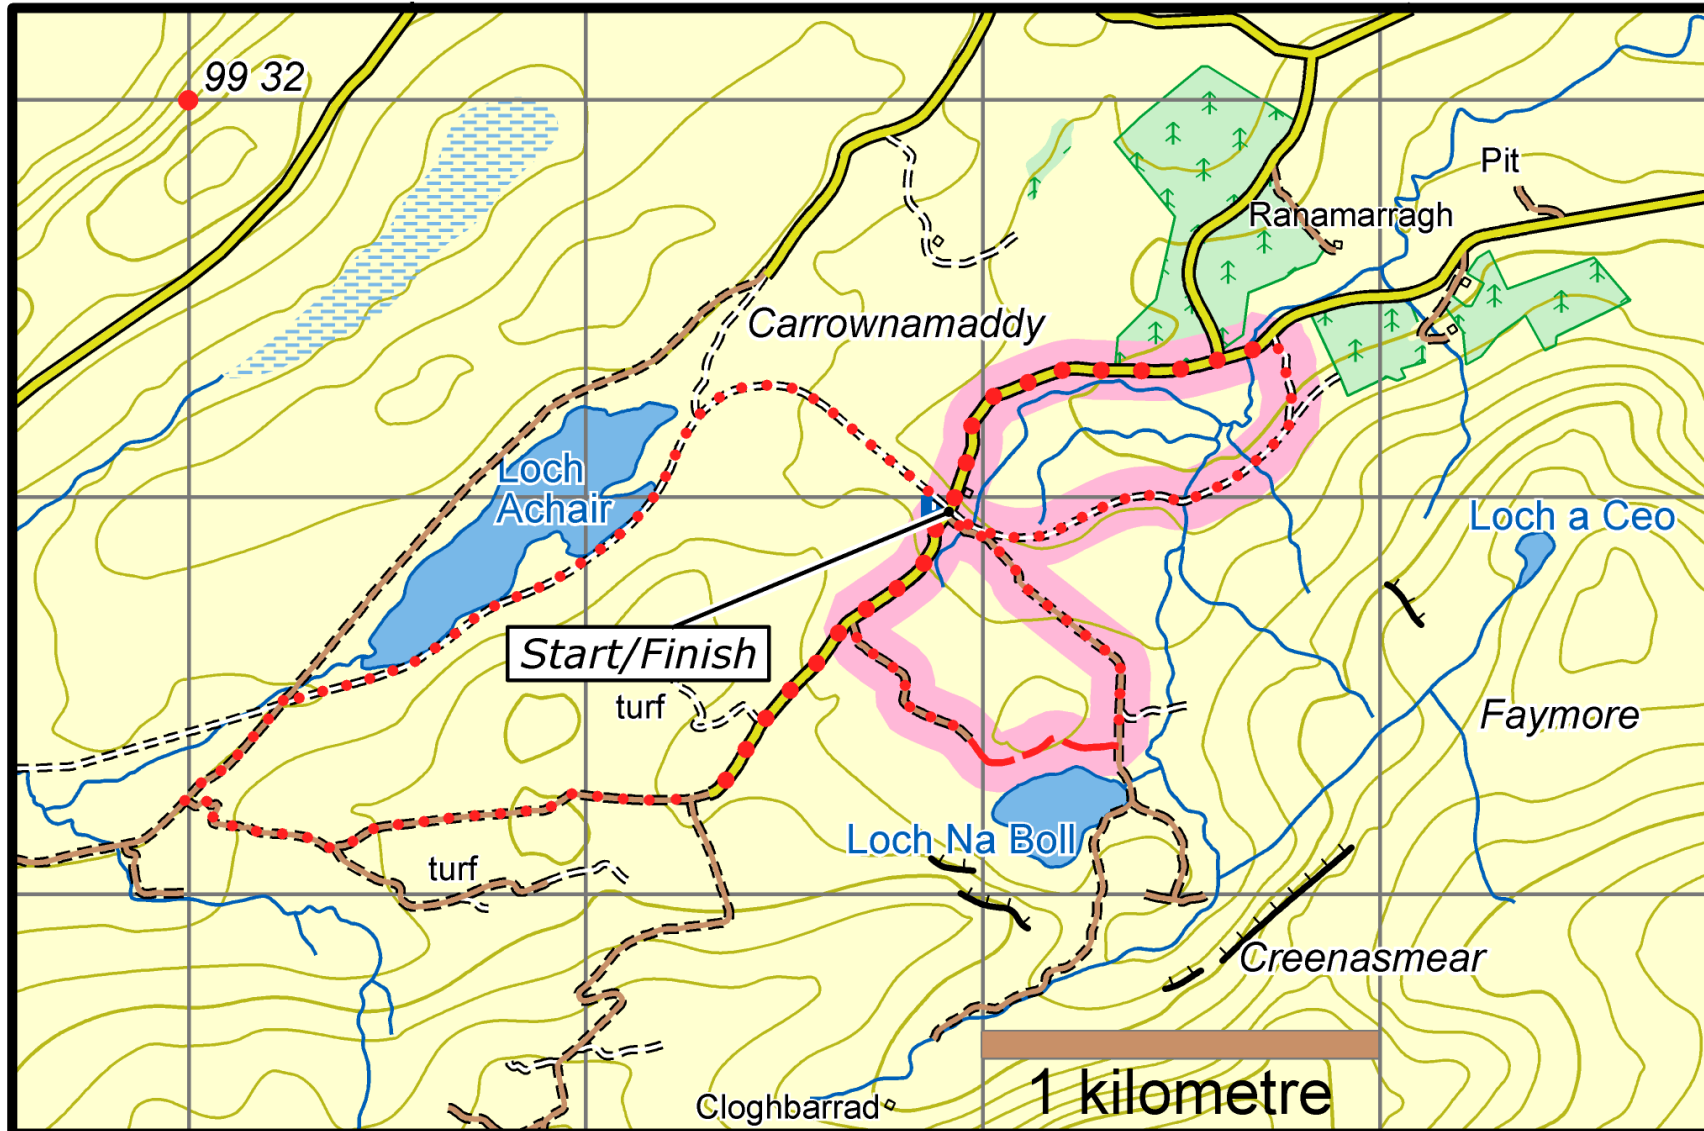 99 32
Pit
Ranamarragh
Carrownamaddy
Loch
Achair
Loch a Ceo
Start/Finish
turf
Faymore
Loch Na Boll
turf
Creenasmear
1 kilometre
Cloghbarrad